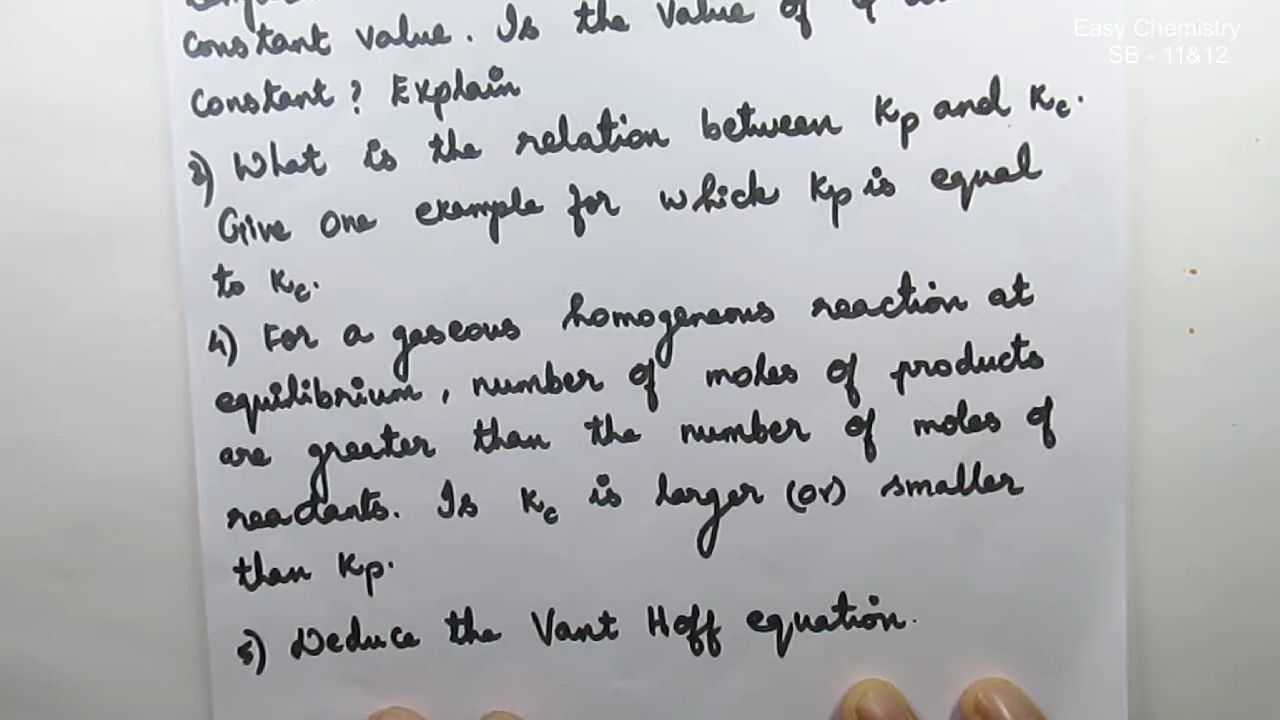 constant value. Is the value of Q
Easy Chemistry
SB - 11&12
constant? Explain
3) What is the relation between Kp and Kc.
Give one example for which Kp is equal
to Kc.
4) For a gaseous homogeneous reaction at
equilibrium, number of moles of products
are greater than the number of moles of
reactants. Is Kc is larger (or) smaller
than Kp.
5) Deduce the Vant Hoff equation.